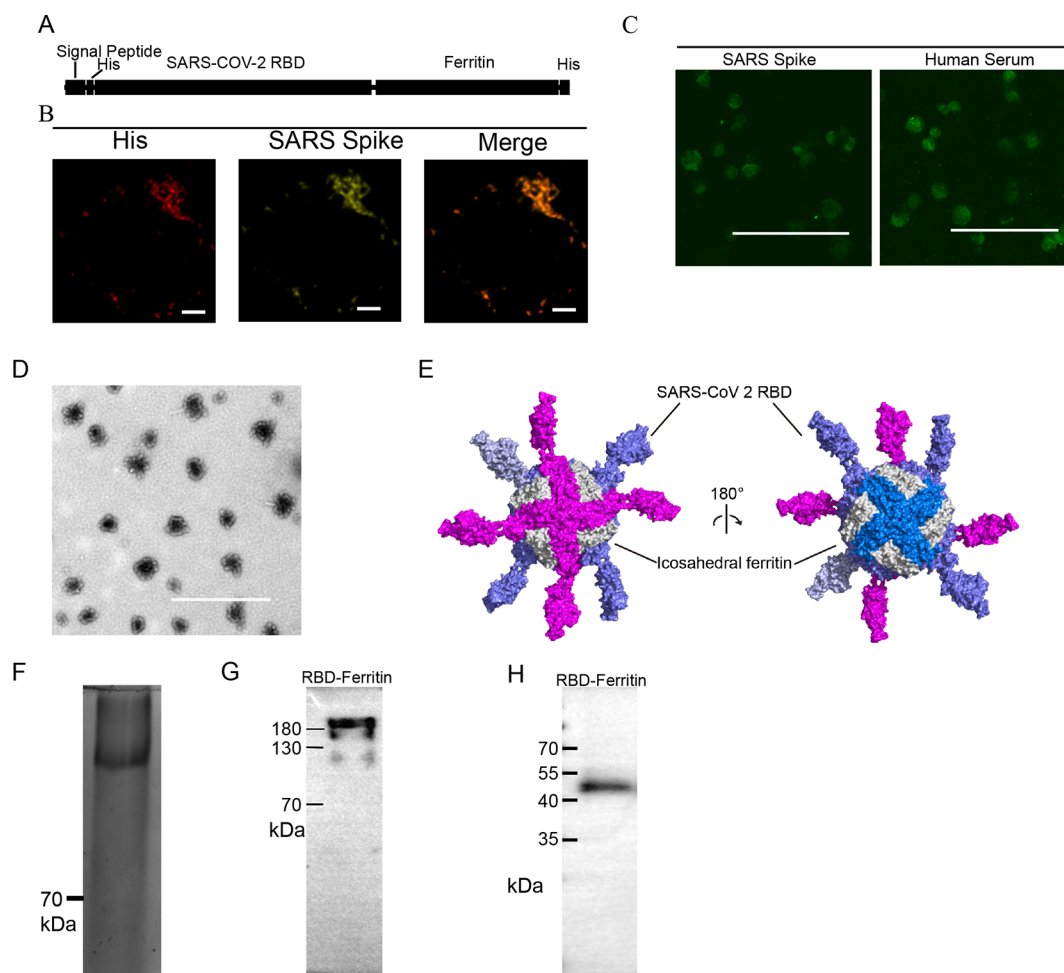 A
Signal Peptide
His
SARS-COV-2 RBD
Ferritin
His
B
His
SARS Spike
Merge
C
SARS Spike
Human Serum
D
E
SARS-CoV 2 RBD
180°
Icosahedral ferritin
F
70
kDa
G
RBD-Ferritin
180
130
70
kDa
H
RBD-Ferritin
70
55
40
35
kDa